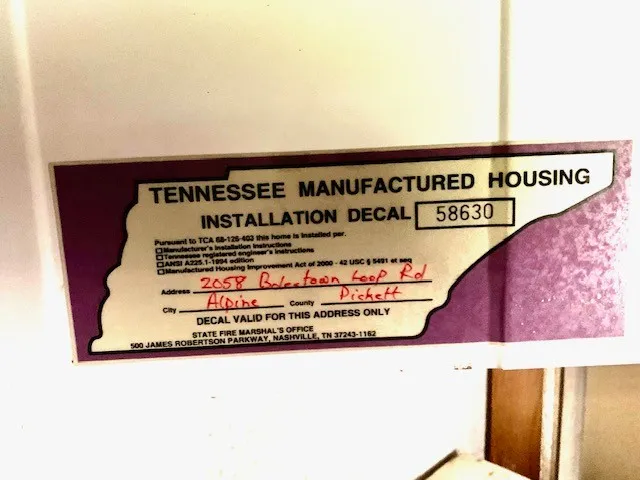 TENNESSEE MANUFACTURED HOUSING
INSTALLATION DECAL 58630
Pursuant to TCA 68-126-403 this home is installed per.
☐ Manufacturer's installation instructions
☐ Tennessee registered engineer's instructions
☐ ANSI A225.1-1994 edition
☐ Manufactured Housing Improvement Act of 2000 - 42 USC § 5401 et seq
Address 2058 Loop Rd
City Alpine County Pickett
DECAL VALID FOR THIS ADDRESS ONLY
STATE FIRE MARSHAL'S OFFICE
500 JAMES ROBERTSON PARKWAY, NASHVILLE, TN 37243-1162